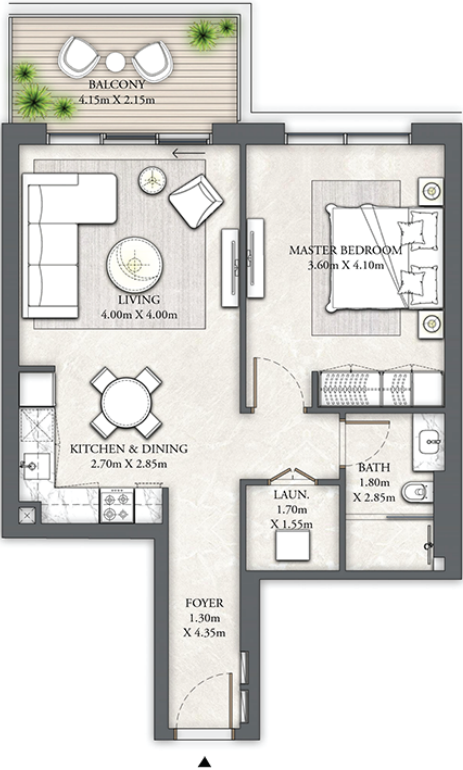 BALCONY
4.15m X 2.15m
MASTER BEDROOM
3.60m X 4.10m
LIVING
4.00m X 4.00m
KITCHEN & DINING
2.70m X 2.85m
BATH
1.80m
X 2.85m
LAUN.
1.70m
X 1.55m
FOYER
1.30m
X 4.35m